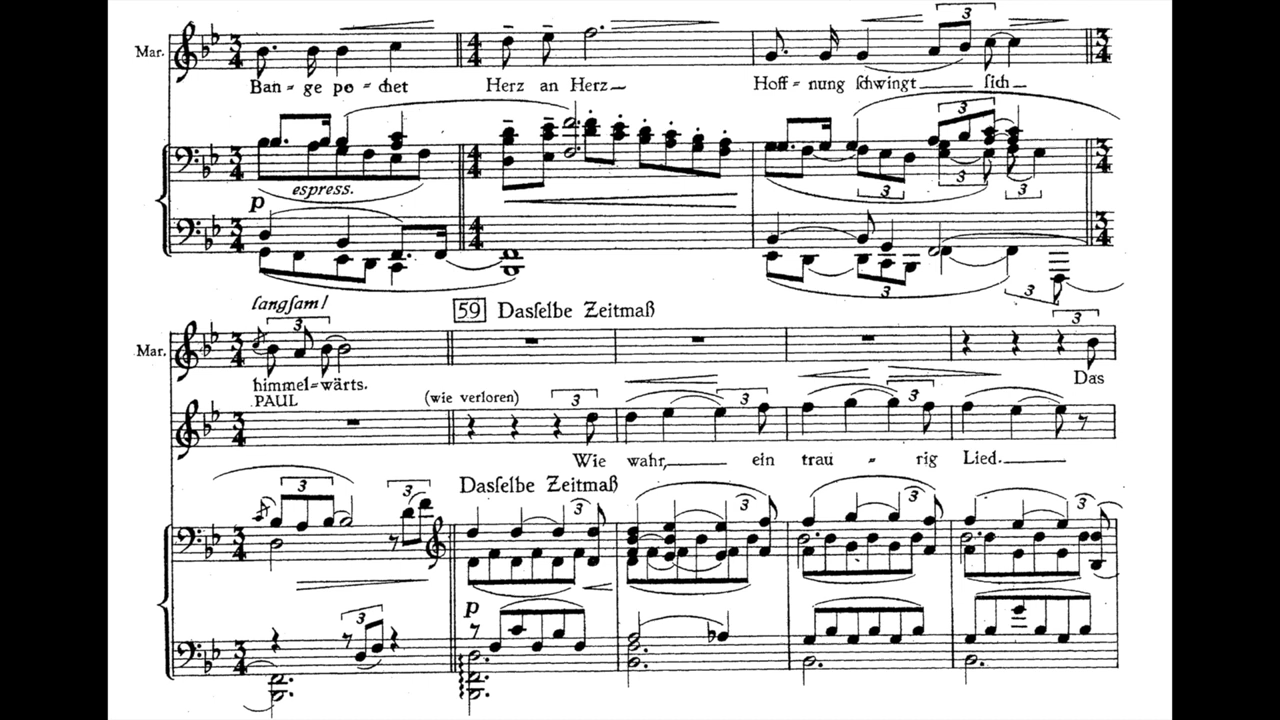 Mar.
Ban - ge po - chet Herz an Herz Hoff - nung schwingt sich
espress.
p
langsam!
59 Dasselbe Zeitmaß
Mar.
himmel - wärts. Das
PAUL (wie verloren)
Wie wahr, ein trau - rig Lied.
Dasselbe Zeitmaß
p